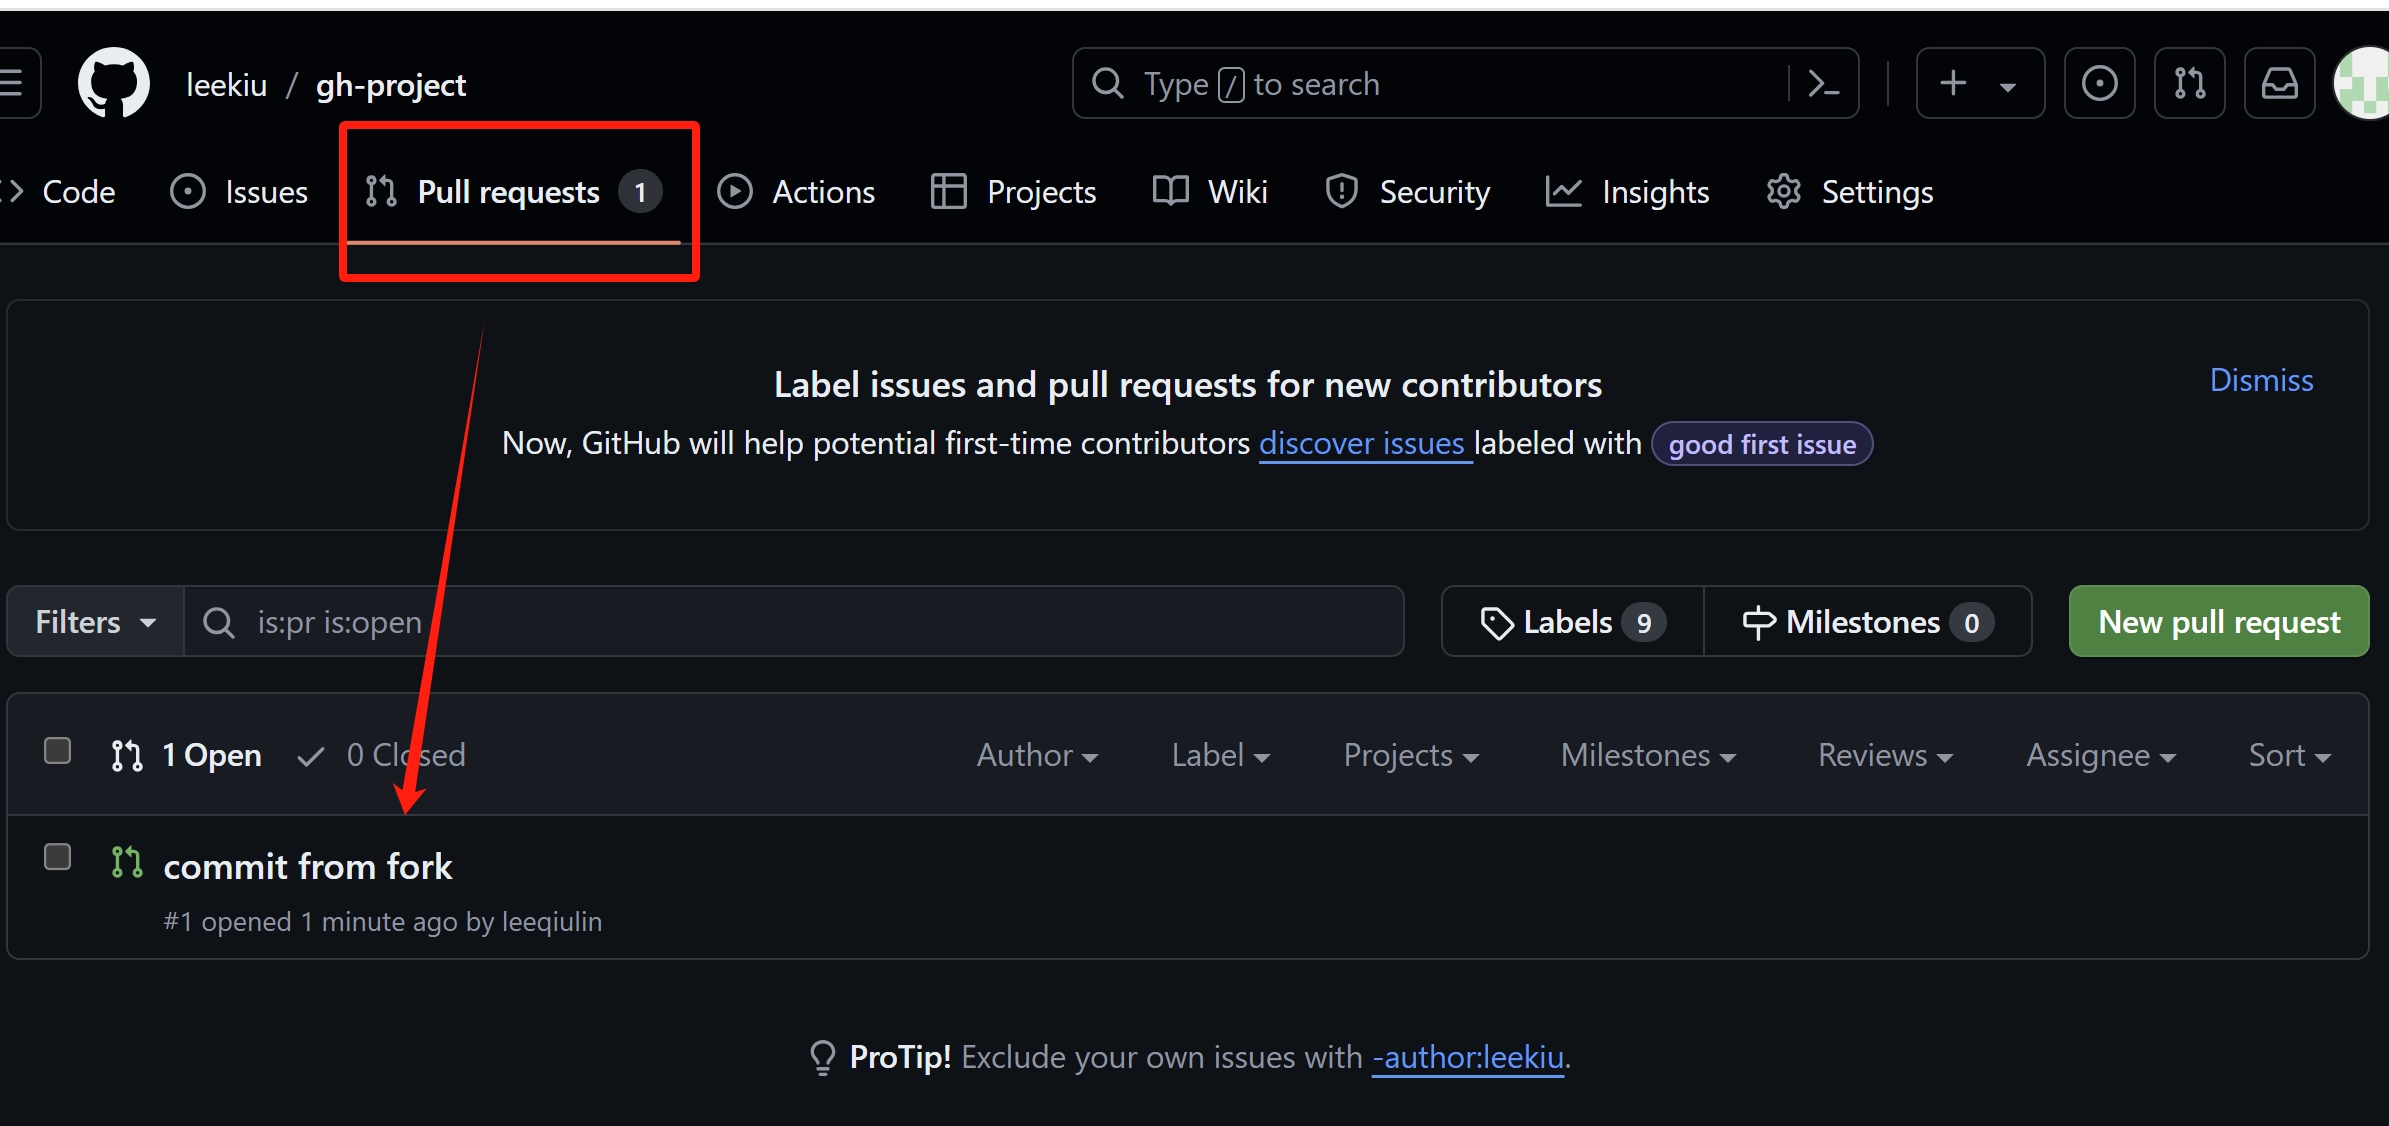 leekiu / gh-project
Type / to search
Code Issues Pull requests 1 Actions Projects Wiki Security Insights Settings
Label issues and pull requests for new contributors
Dismiss
Now, GitHub will help potential first-time contributors discover issues labeled with good first issue
Filters is:pr is:open Labels 9 Milestones 0 New pull request
1 Open 0 Closed Author Label Projects Milestones Reviews Assignee Sort
commit from fork
#1 opened 1 minute ago by leeqiulin
ProTip! Exclude your own issues with -author:leekiu.